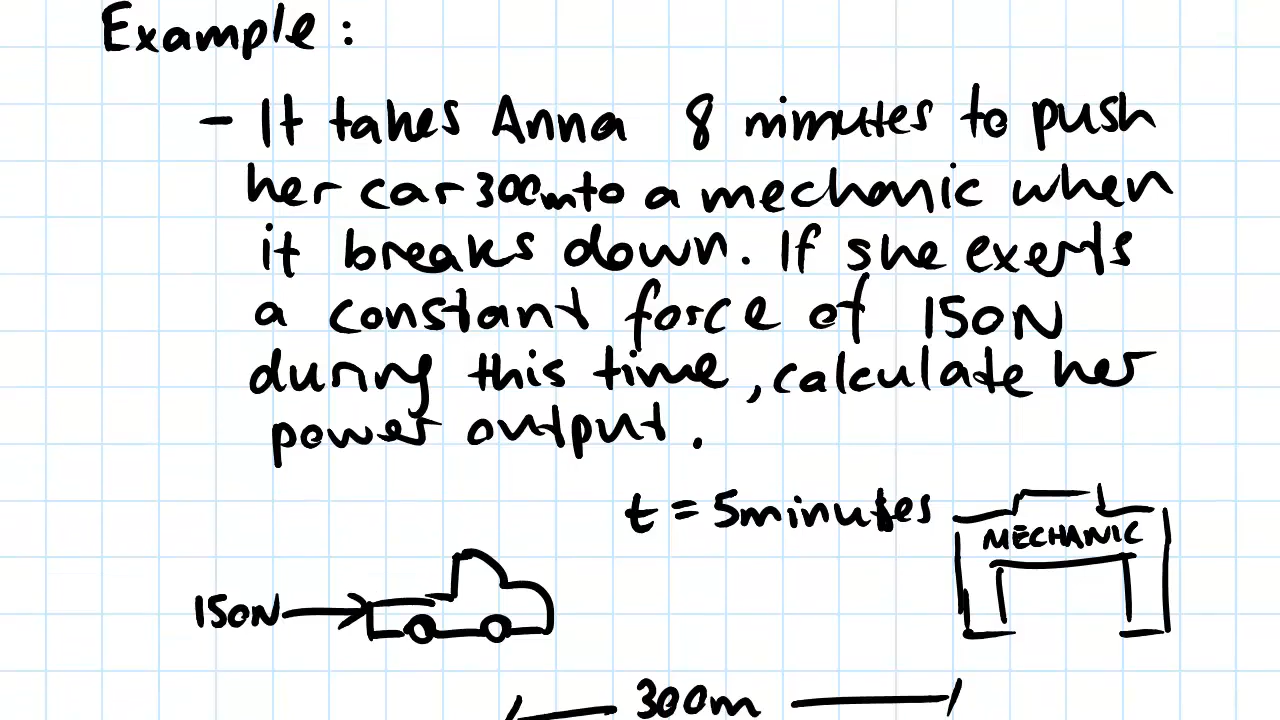 Example :
- It takes Anna 8 minutes to push
her car 300m to a mechanic when
it breaks down. If she exerts
a constant force of 150N
during this time, calculate her
power output.
t = 5minutes
MECHANIC
150N
300m